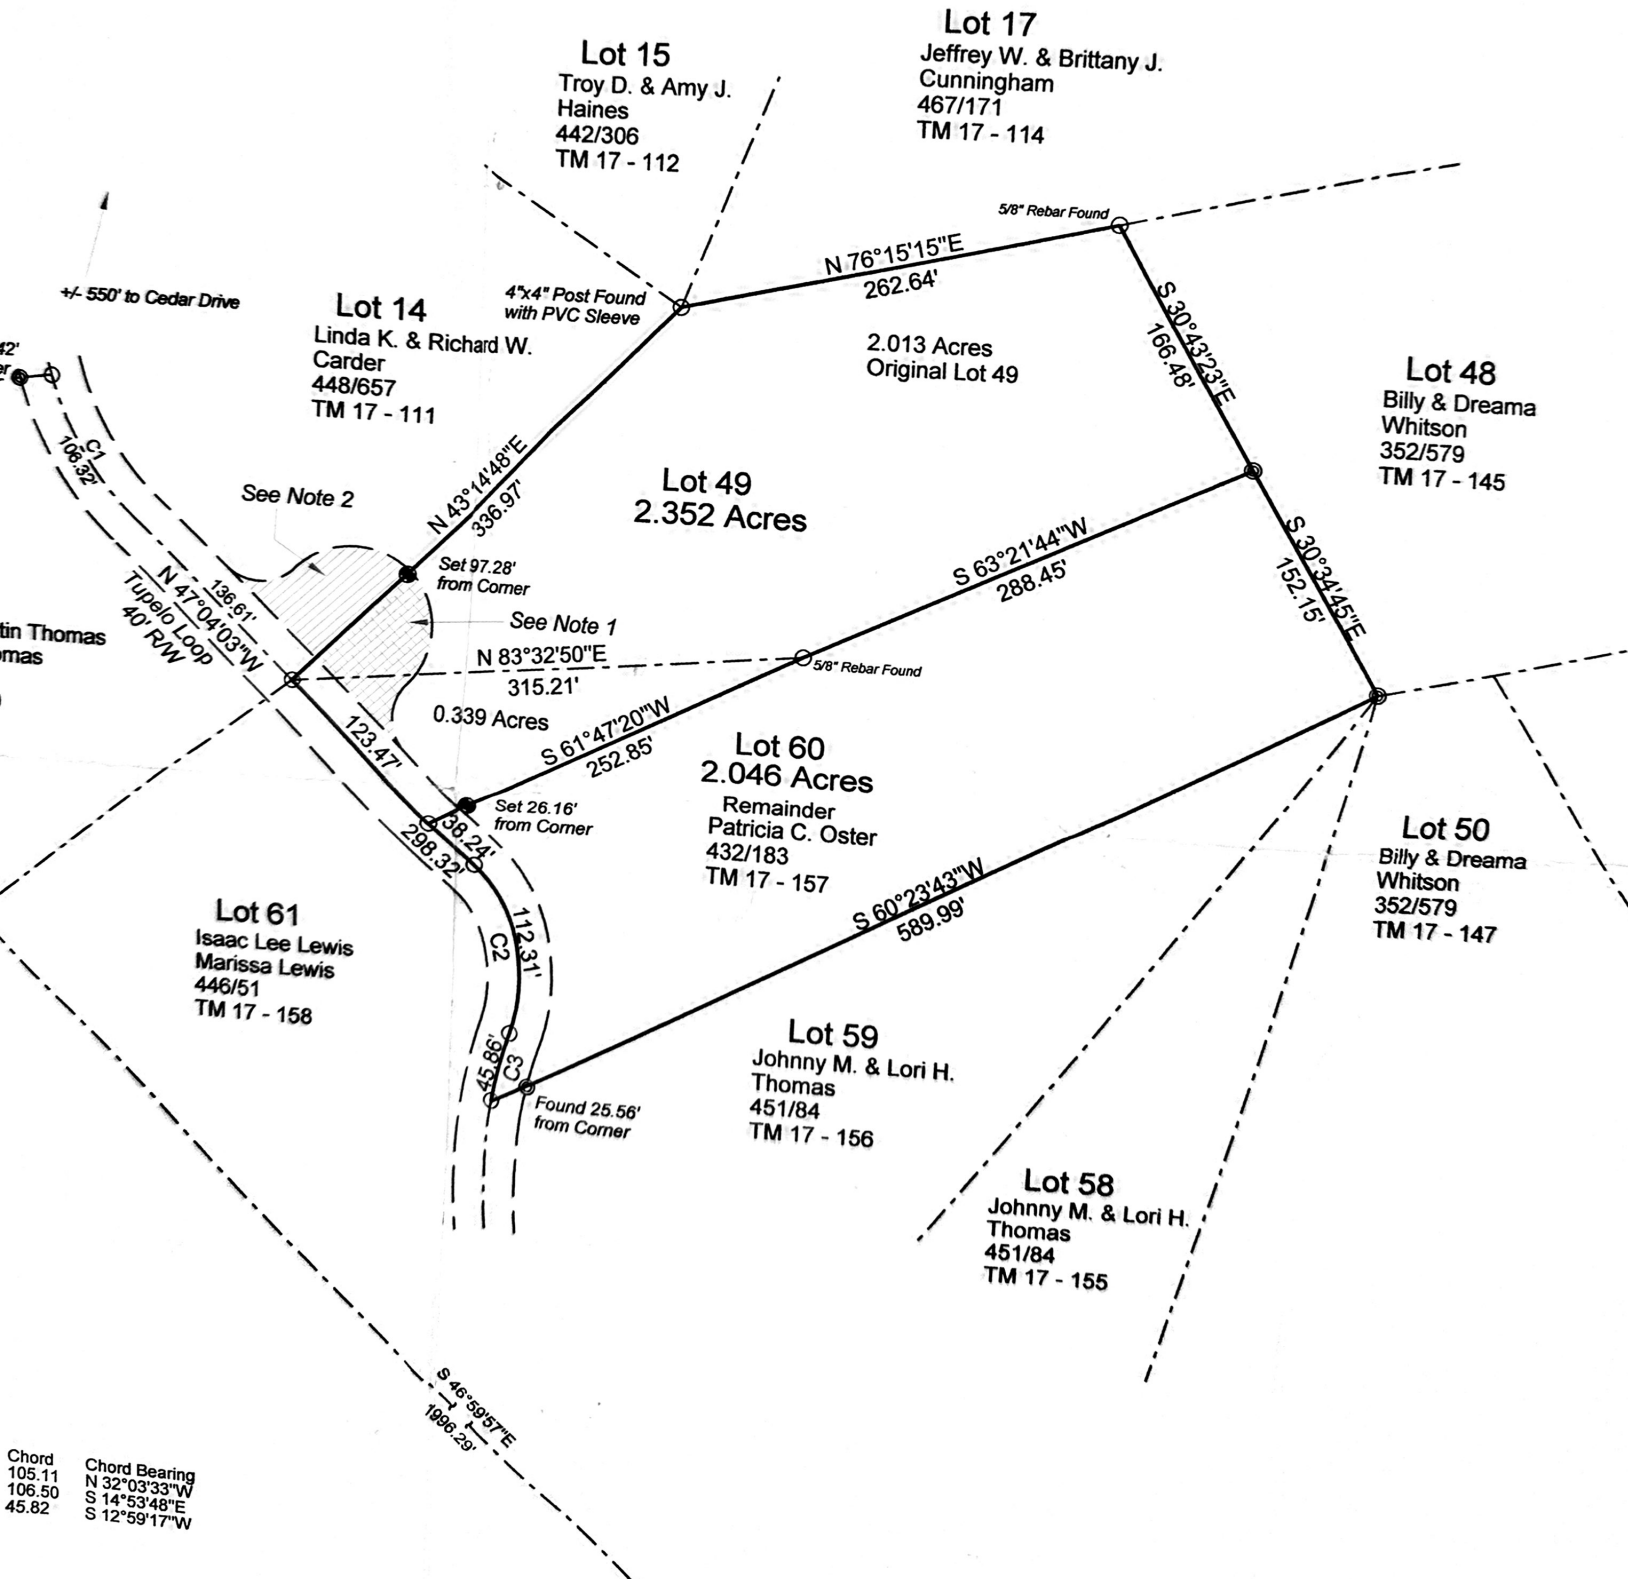 Lot 17
Jeffrey W. & Brittany J.
Cunningham
467/171
TM 17 - 114
Lot 15
Troy D. & Amy J.
Haines
442/306
TM 17 - 112
5/8" Rebar Found
N 76°15'15"E
262.64'
4"x4" Post Found
with PVC Sleeve
+/- 550' to Cedar Drive
Lot 14
Linda K. & Richard W.
Carder
448/657
TM 17 - 111
2.013 Acres
Original Lot 49
S 30°43'23"E
166.48'
Lot 48
Billy & Dreama
Whitson
352/579
TM 17 - 145
42'
C1
106.32'
See Note 2
N 43°14'48"E
336.97'
Lot 49
2.352 Acres
Set 97.28'
from Corner
S 63°21'44"W
288.45'
S 30°34'45"E
152.15'
136.61'
N 47°04'03"W
Tupelo Loop
40' R/W
tin Thomas
omas
See Note 1
N 83°32'50"E
315.21'
5/8" Rebar Found
0.339 Acres
S 61°47'20"W
252.85'
123.47'
Lot 60
2.046 Acres
Remainder
Patricia C. Oster
432/183
TM 17 - 157
Set 26.16'
from Corner
38.24'
298.32'
Lot 50
Billy & Dreama
Whitson
352/579
TM 17 - 147
S 60°23'43"W
589.99'
Lot 61
Isaac Lee Lewis
Marissa Lewis
446/51
TM 17 - 158
C2
112.31'
45.86'
C3
Found 25.56'
from Corner
Lot 59
Johnny M. & Lori H.
Thomas
451/84
TM 17 - 156
Lot 58
Johnny M. & Lori H.
Thomas
451/84
TM 17 - 155
S 46°59'57"E
1996.29'
Chord Chord Bearing
105.11 N 32°03'33"W
106.50 S 14°53'48"E
45.82 S 12°59'17"W